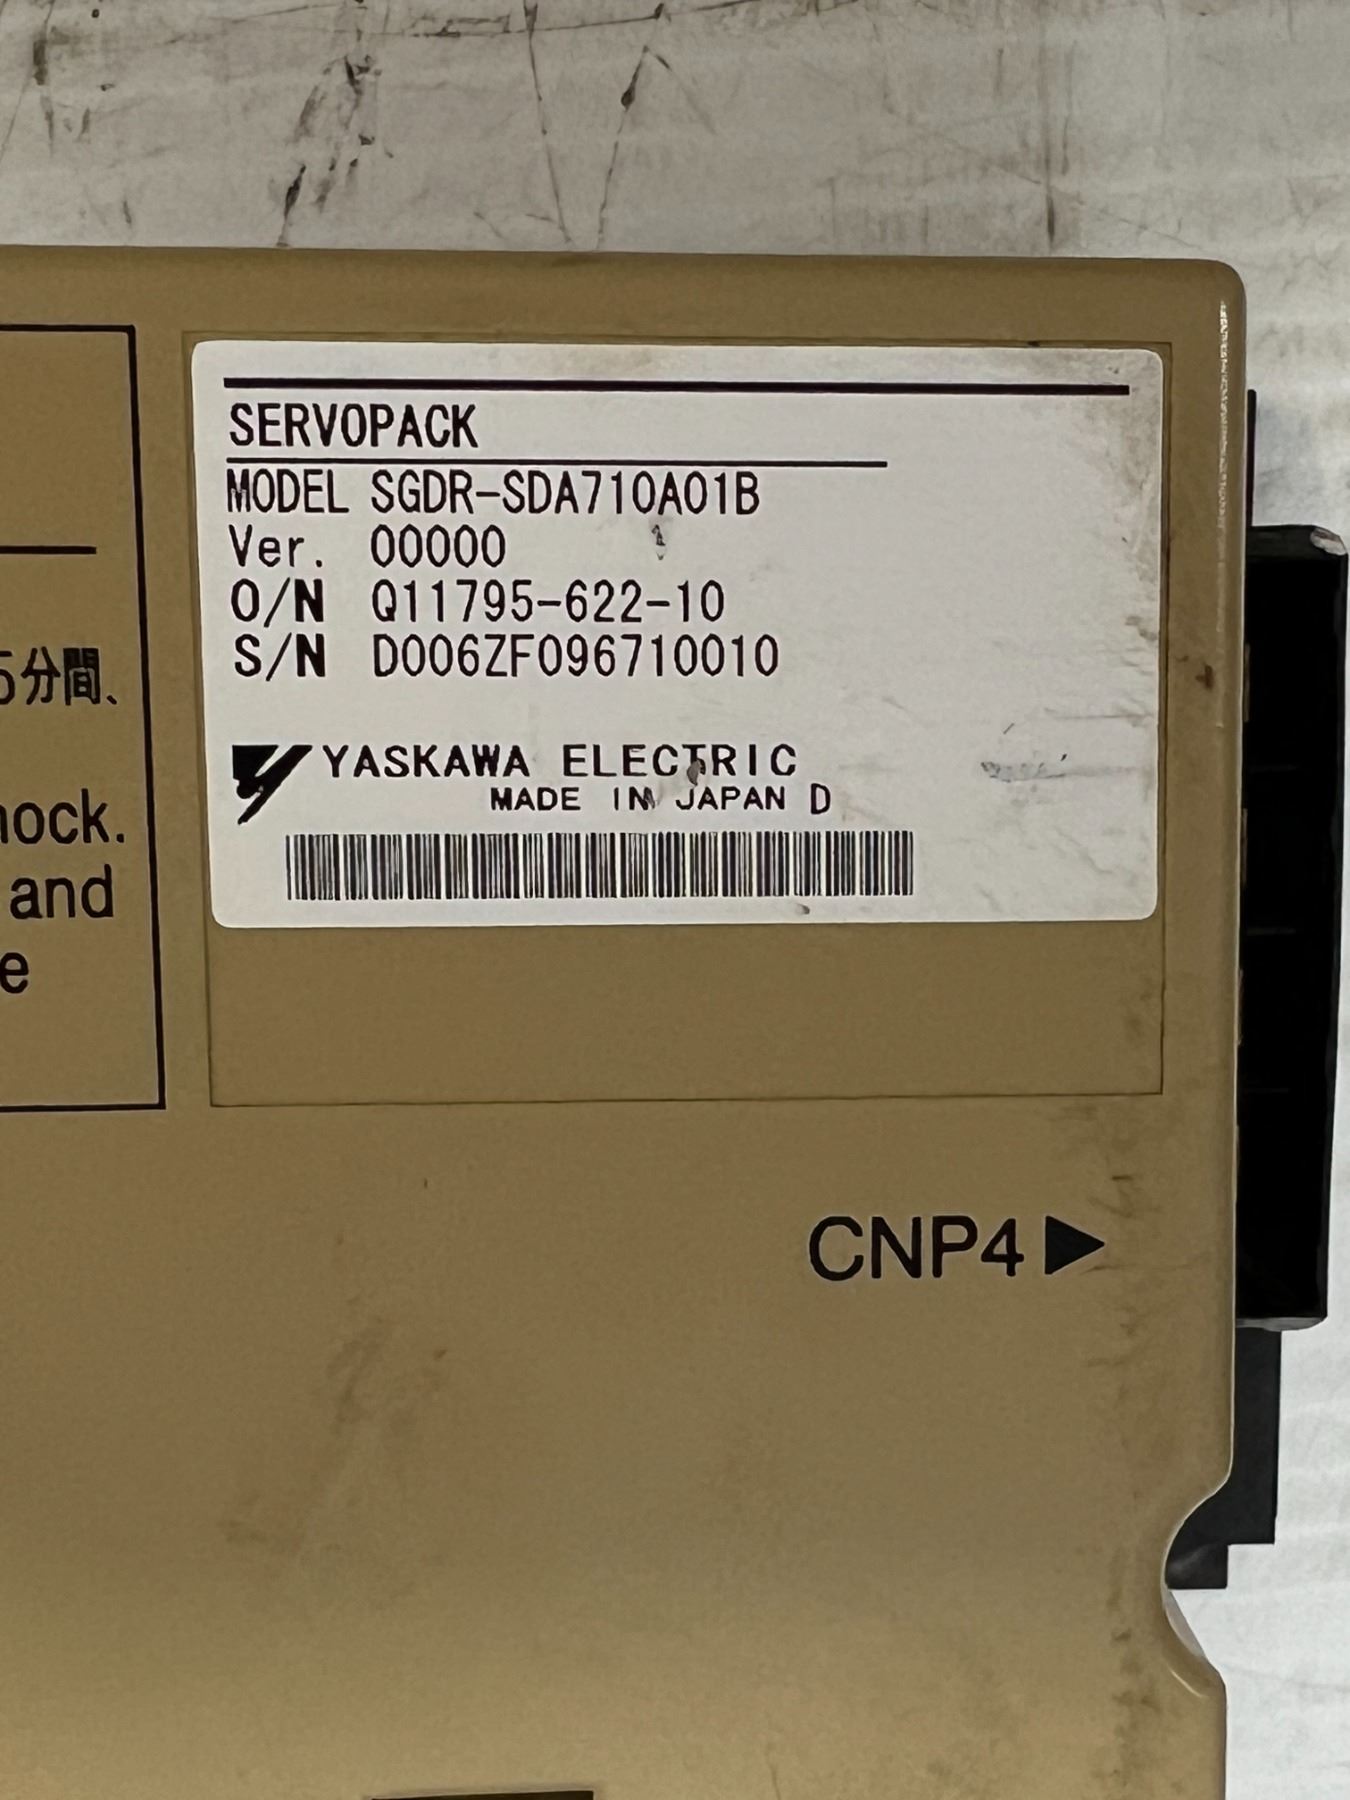 SERVOPACK
MODEL SGDR-SDA710A01B
Ver. 00000
O/N Q11795-622-10
S/N D006ZF096710010
YASKAWA ELECTRIC
MADE IN JAPAN D
5分間、
hock.
and
e
CNP4 ▶